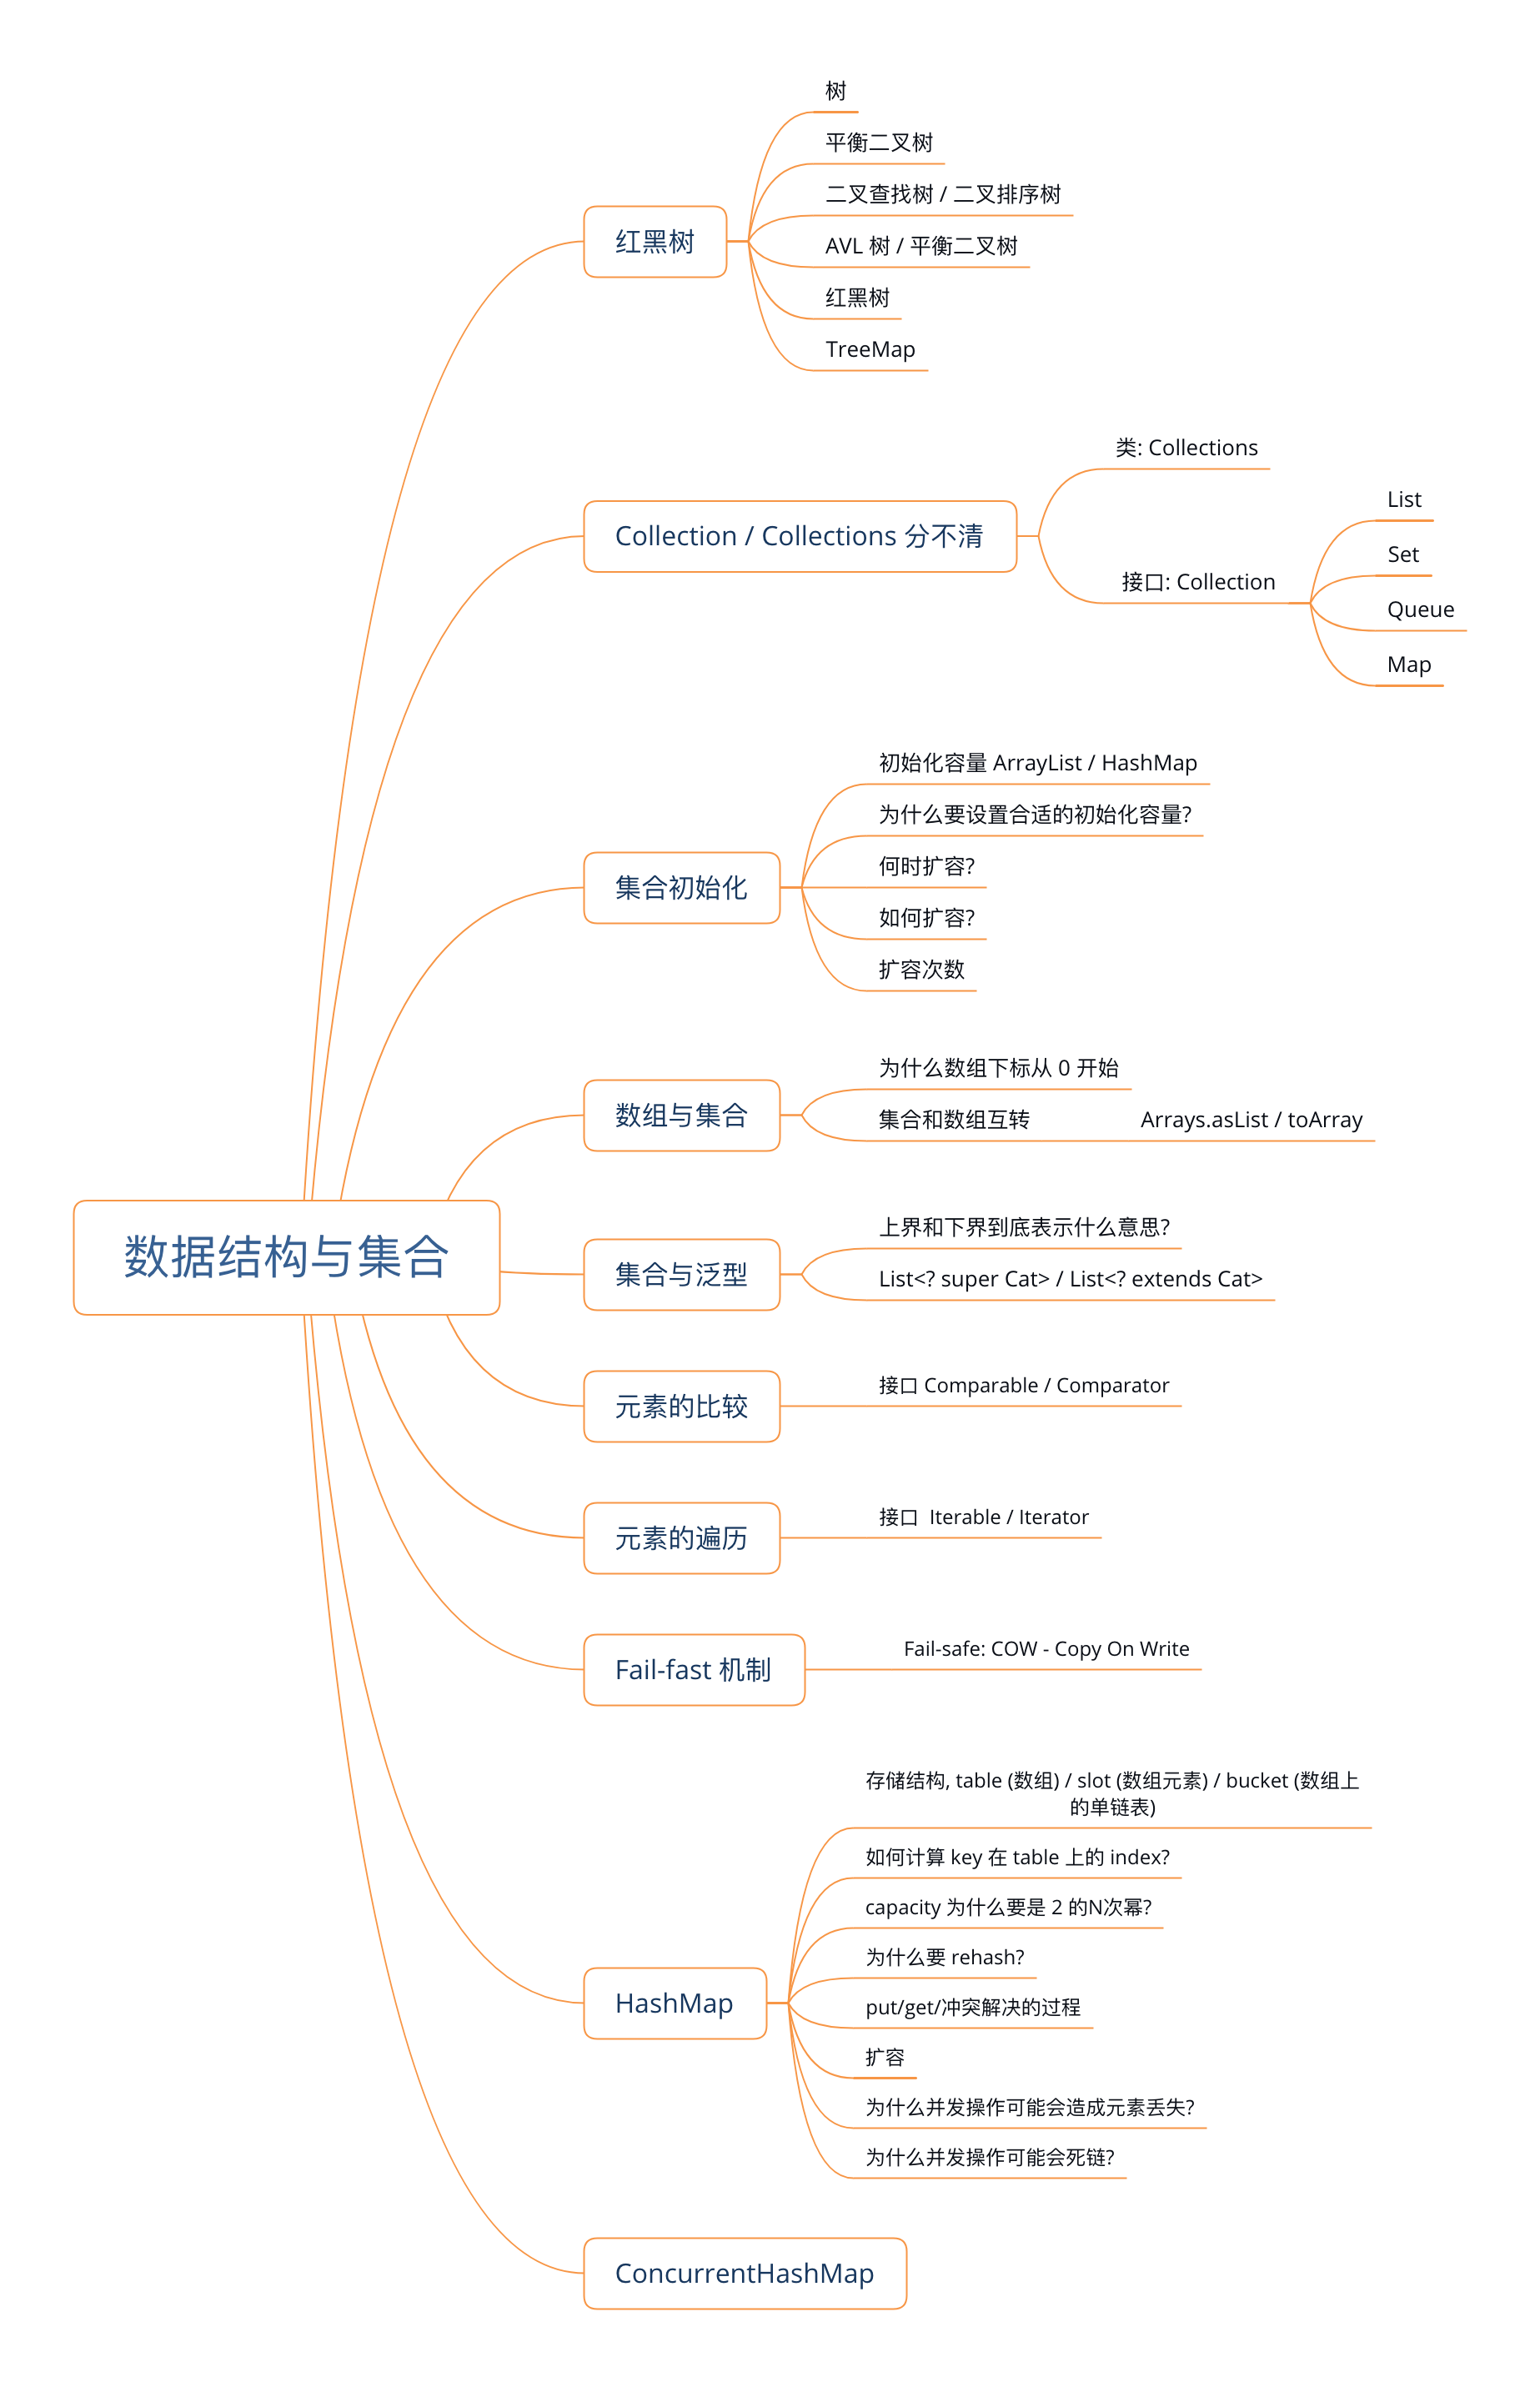 数据结构与集合
红黑树
树
平衡二叉树
二叉查找树 / 二叉排序树
AVL 树 / 平衡二叉树
红黑树
TreeMap
Collection / Collections 分不清
类: Collections
接口: Collection
List
Set
Queue
Map
集合初始化
初始化容量 ArrayList / HashMap
为什么要设置合适的初始化容量?
何时扩容?
如何扩容?
扩容次数
数组与集合
为什么数组下标从 0 开始
集合和数组互转
Arrays.asList / toArray
集合与泛型
上界和下界到底表示什么意思?
List<? super Cat> / List<? extends Cat>
元素的比较
接口 Comparable / Comparator
元素的遍历
接口  Iterable / Iterator
Fail-fast 机制
Fail-safe: COW - Copy On Write
HashMap
存储结构, table (数组) / slot (数组元素) / bucket (数组上
的单链表)
如何计算 key 在 table 上的 index?
capacity 为什么要是 2 的N次幂?
为什么要 rehash?
put/get/冲突解决的过程
扩容
为什么并发操作可能会造成元素丢失?
为什么并发操作可能会死链?
ConcurrentHashMap